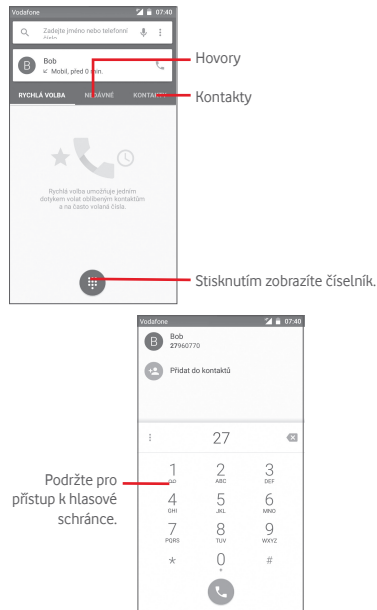 Vodafone 07:40
Zadejte jméno nebo telefonní
číslo
B Bob
Mobil, před 0 min.
RYCHLÁ VOLBA NEDÁVNÉ KONTAKTY
Rychlá volba umožňuje jedním
dotykem volat oblíbeným kontaktům
a na často volaná čísla.
Hovory
Kontakty
Stisknutím zobrazíte číselník.
Vodafone 07:40
B Bob
27960770
Přidat do kontaktů
27
1 2 3
ABC DEF
4 5 6
GHI JKL MNO
7 8 9
PQRS TUV WXYZ
* 0 #
+
Podržte pro
přístup k hlasové
schránce.